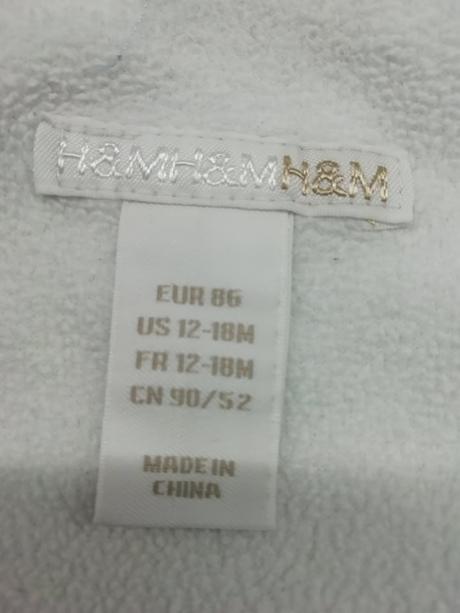 H&MH&MH&M
EUR 86
US 12-18M
FR 12-18M
CN 90/52
MADE IN
CHINA